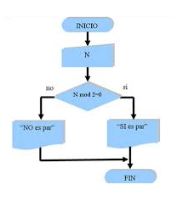 INICIO
N
no
si
N mod 2=0
"NO es par"
"SI es par"
FIN